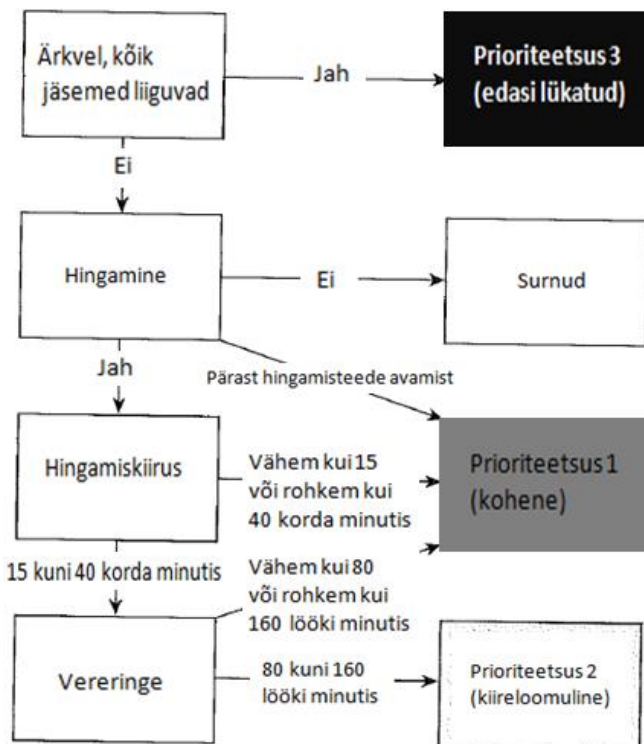 Ärkvel, kõik
jäsemed liiguvad
Jah
Prioriteetsus 3
(edasi lükatud)
Ei
Hingamine
Ei
Surnud
Jah
Pärast hingamisteede avamist
Hingamiskiirus
Vähem kui 15
või rohkem kui
40 korda minutis
Prioriteetsus 1
(kohene)
15 kuni 40 korda minutis
Vähem kui 80
või rohkem kui
160 lööki minutis
Vereringe
80 kuni 160
lööki minutis
Prioriteetsus 2
(kiireloomuline)